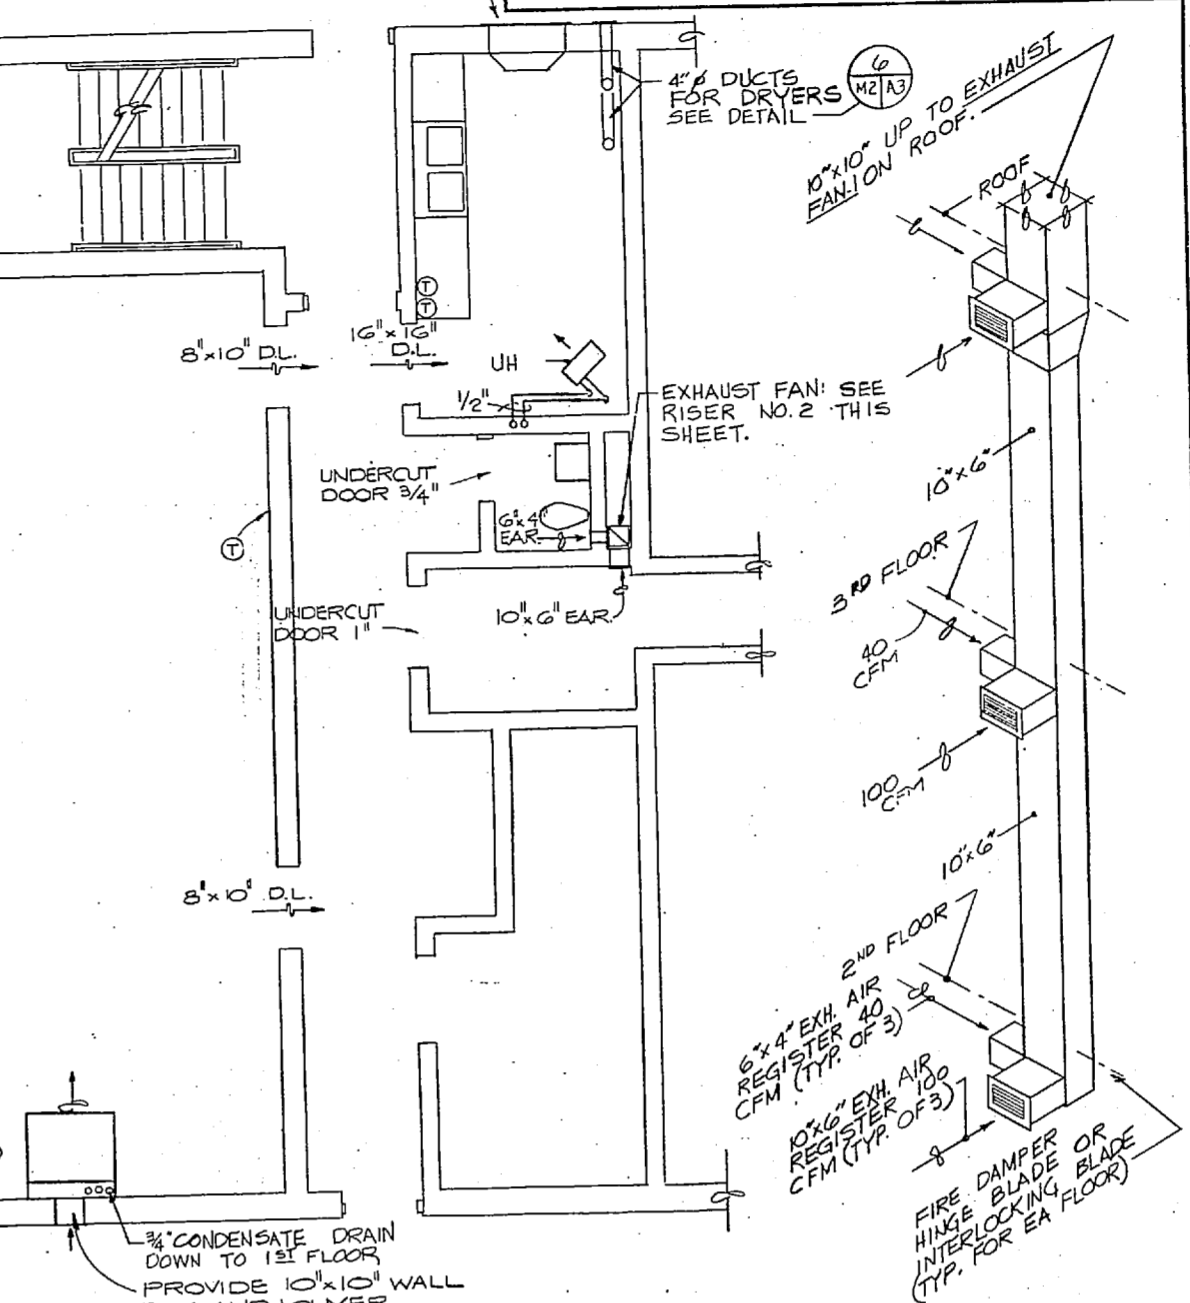 4"ø DUCTS
FOR DRYERS
SEE DETAIL
6
M2 A3
10"x10" UP TO EXHAUST
FAN-1 ON ROOF.
ROOF
T
T
8"x10" D.L.
16"x16"
D.L.
UH
1/2"
EXHAUST FAN: SEE
RISER NO. 2 THIS
SHEET.
10"x6"
UNDERCUT
DOOR 3/4"
6"x4"
EAR.
T
3RD FLOOR
UNDERCUT
DOOR 1"
10"x6" EAR.
40
CFM
100
CFM
10"x6"
8"x10" D.L.
2ND FLOOR
6"x4" EXH. AIR
REGISTER 40
CFM (TYP. OF 3)
10"x6" EXH. AIR
REGISTER 100
CFM (TYP. OF 3)
FIRE DAMPER
HINGE BLADE OR
INTERLOCKING BLADE
(TYP. FOR EA FLOOR)
3/4" CONDENSATE DRAIN
DOWN TO 1ST FLOOR
PROVIDE 10"x10" WALL